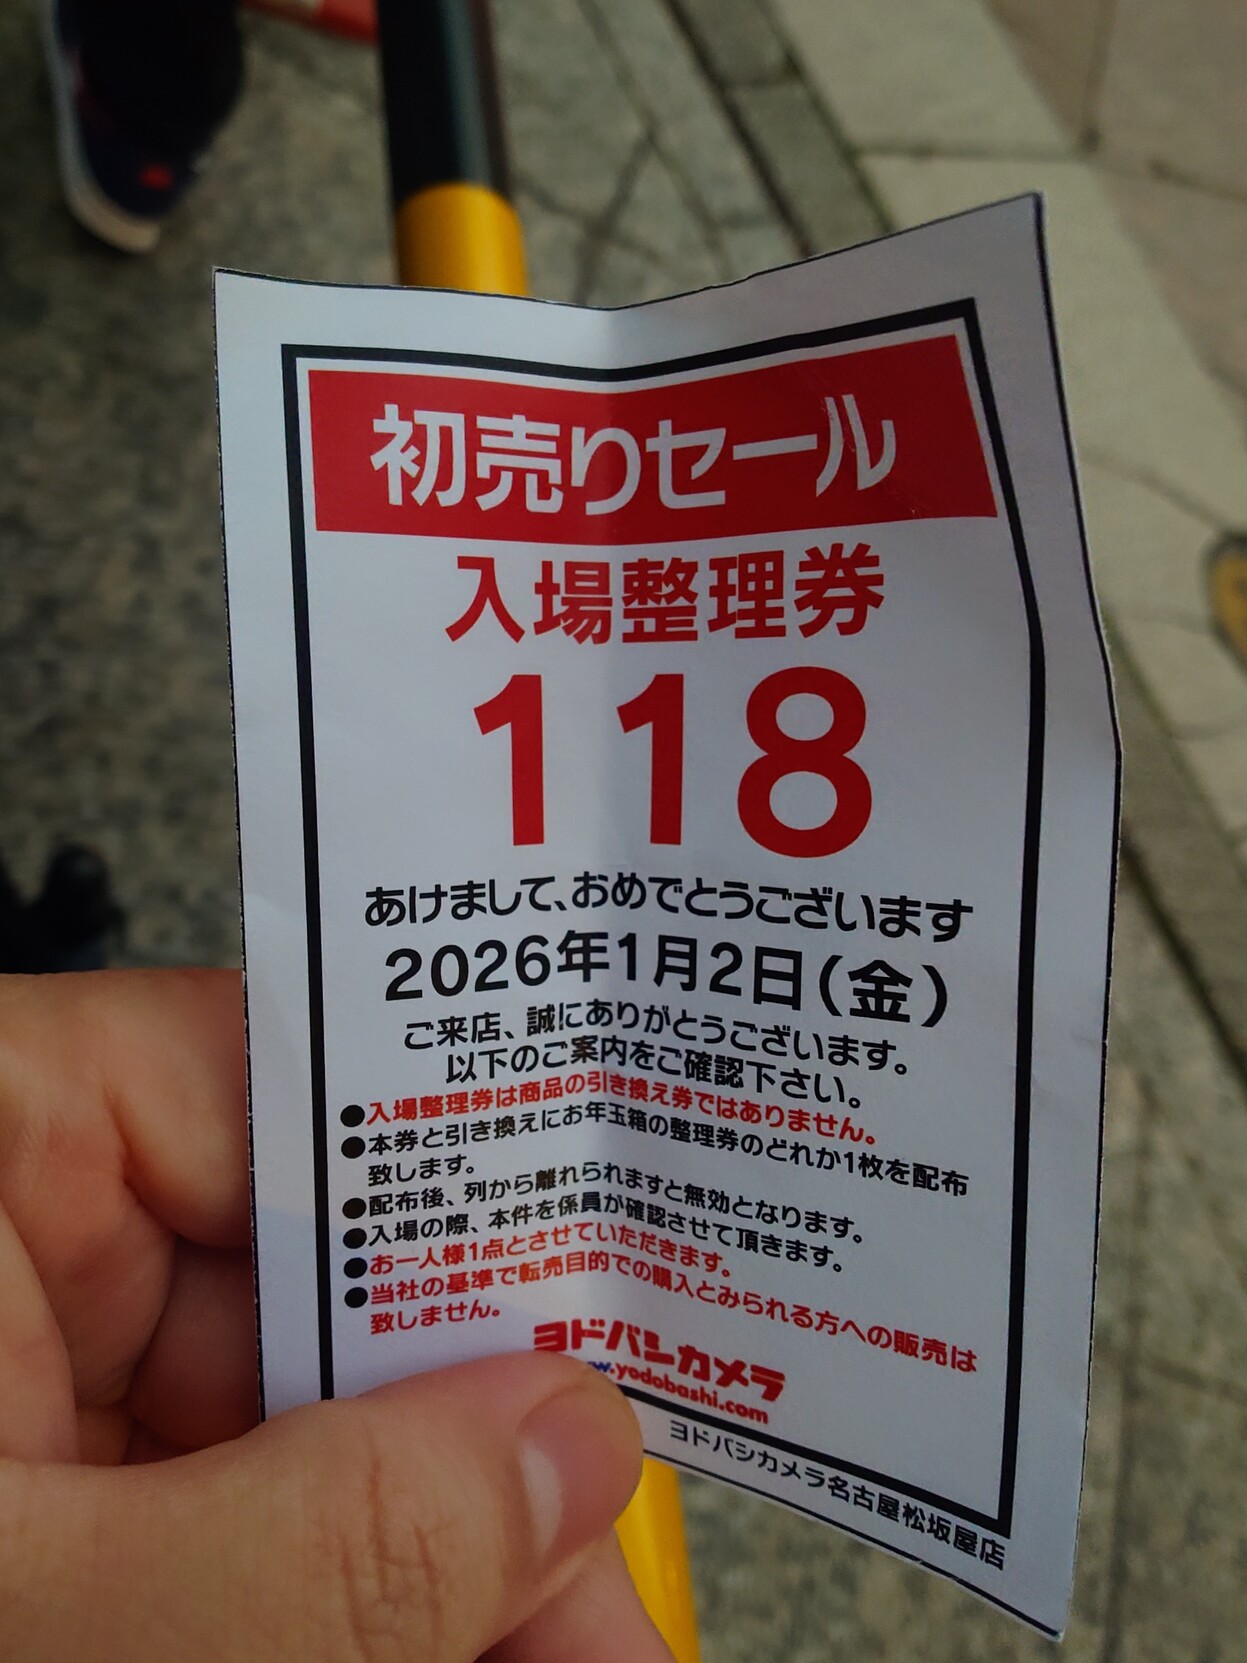 初売りセール
入場整理券
118
あけまして、おめでとうございます
2026年1月2日(金)
ご来店、誠にありがとうございます。
以下のご案内をご確認下さい。
●入場整理券は商品の引き換え券ではありません。
●本券と引き換えにお年玉箱の整理券のどれか1枚を配布
致します。
●配布後、列から離れられますと無効となります。
●入場の際、本件を係員が確認させて頂きます。
●お一人様1点とさせていただきます。
●当社の基準で転売目的での購入とみられる方への販売は
致しません。
ヨドバシカメラ
w.yodobashi.com
ヨドバシカメラ名古屋松坂屋店